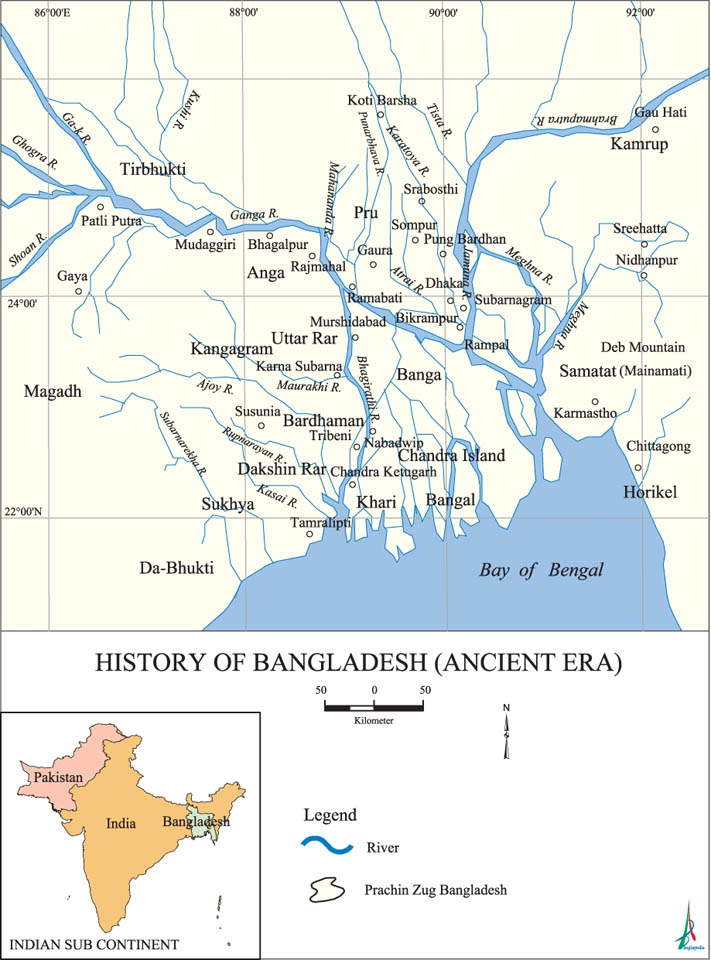 86°00'E
88°00'
90°00'
92°00'
Kushi R.
Koti Barsha
Tista R.
Brahmaputra R.
Gau Hati
Kamrup
Ga-k R.
Ghogra R.
Punarbhava R.
Karatoya R.
Tirbhukti
Mahananda R.
Srabosthi
Pru
Patli Putra
Ganga R.
Sompur
Sreehatta
Shoan R.
Mudaggiri
Bhagalpur
Pung Bardhan
Gaura
Meghna R.
Nidhanpur
Gaya
Anga
Rajmahal
Atrai R.
Jamuna R.
Dhaka
24°00'
Ramabati
Subarnagram
Murshidabad
Bikrampur
Meghna R.
Uttar Rar
Rampal
Kangagram
Deb Mountain
Karna Subarna
Banga
Samatat (Mainamati)
Magadh
Ajoy R.
Maurakhi R.
Bhagirathi R.
Susunia
Bardhaman
Karmastho
Subarnarekha R.
Rupnarayan R.
Tribeni
Nabadwip
Chandra Island
Chittagong
Dakshin Rar
Chandra Ketugarh
Kasai R.
Sukhya
Khari
Bangal
Horikel
22°00'N
Tamralipti
Da-Bhukti
Bay of Bengal
HISTORY OF BANGLADESH (ANCIENT ERA)
50 0 50
Kilometer
N
Pakistan
India
Bangladesh
INDIAN SUB CONTINENT
Legend
River
Prachin Zug Bangladesh